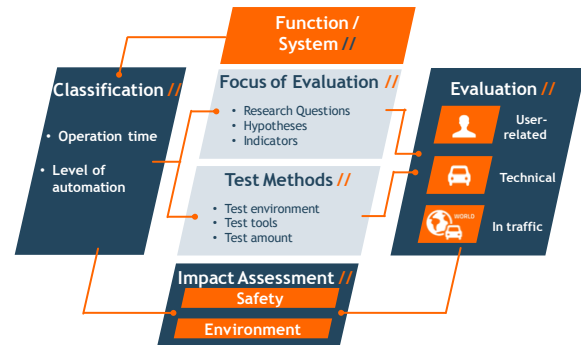 Function /
System //
Classification //
• Operation time
• Level of
automation
Focus of Evaluation //
• Research Questions
• Hypotheses
• Indicators
Test Methods //
• Test environment
• Test tools
• Test amount
Evaluation //
User-
related
Technical
WORLD
In traffic
Impact Assessment //
Safety
Environment